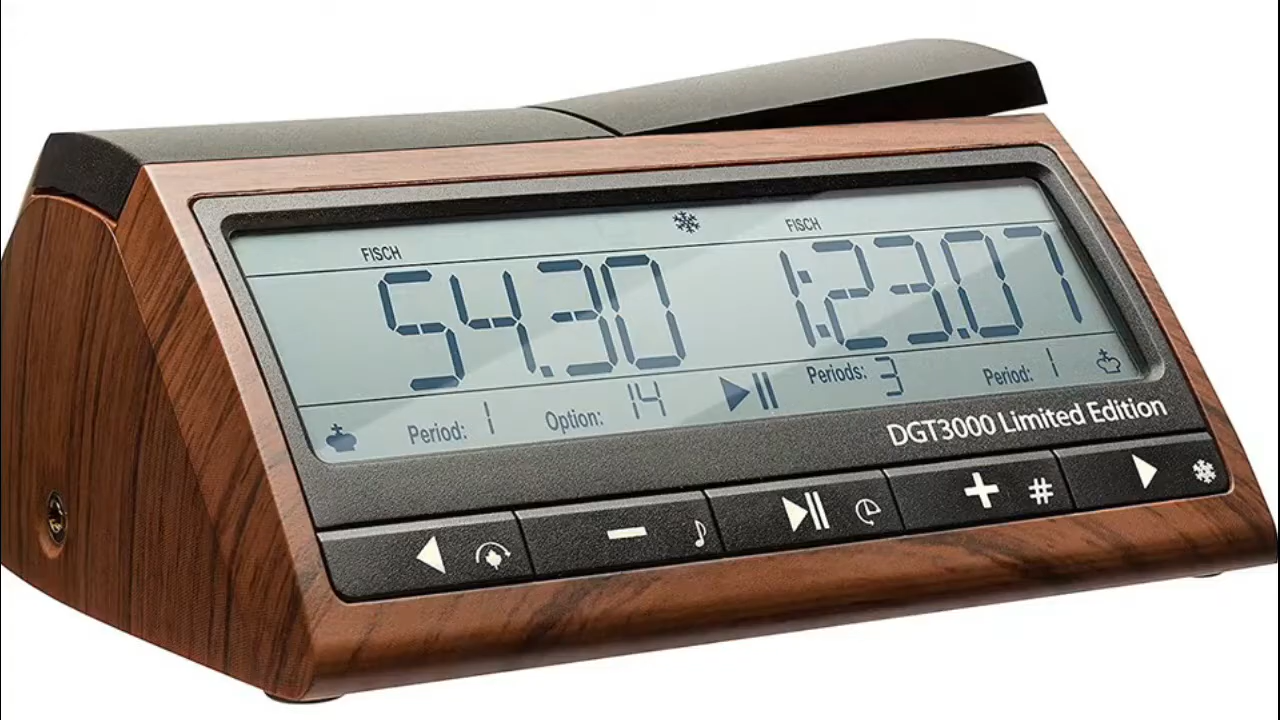 FISCH FISCH
54.30 1:23.07
Period: 1 Option: 14 Periods: 3 Period: 1
DGT3000 Limited Edition